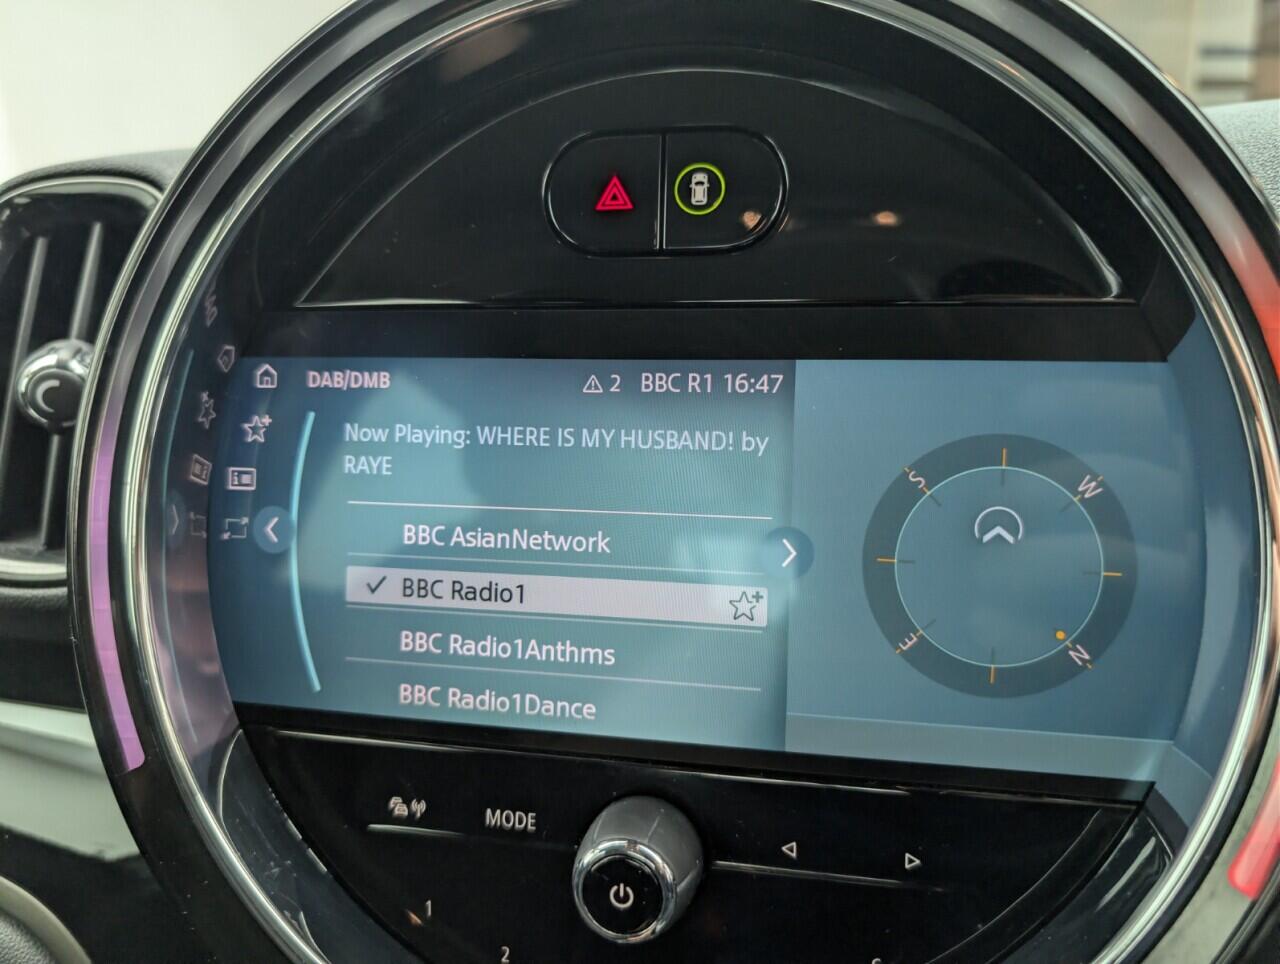 DAB/DMB
2 BBC R1 16:47
Now Playing: WHERE IS MY HUSBAND! by
RAYE
BBC AsianNetwork
BBC Radio1
BBC Radio1Anthms
BBC Radio1Dance
S
W
E
N
MODE
1
2